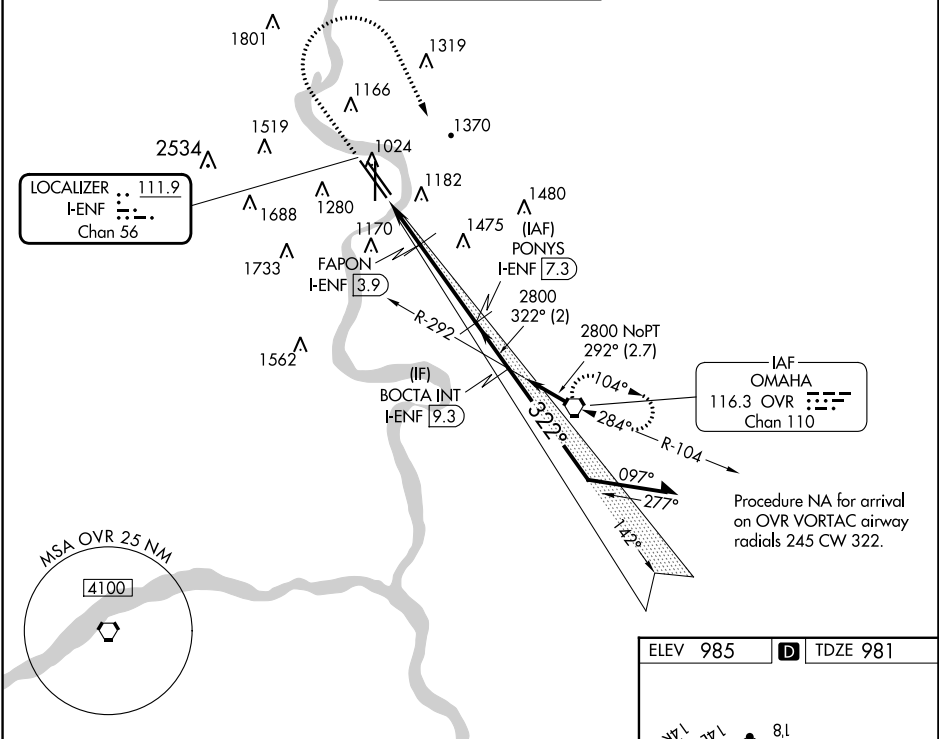 1801
1319
1166
1370
1519
2534
1024
LOCALIZER 111.9
I-ENF
Chan 56
1182
1280
1688
1480
1170
1475
1733
(IAF)
PONYS
I-ENF 7.3
FAPON
I-ENF 3.9
2800
322° (2)
R-292
2800 NoPT
292° (2.7)
1562
(IF)
BOCTA INT
I-ENF 9.3
104°
IAF
OMAHA
116.3 OVR
Chan 110
284°
R-104
322°
097°
277°
142°
Procedure NA for arrival
on OVR VORTAC airway
radials 245 CW 322.
MSA OVR 25 NM
4100
ELEV 985 D TDZE 981
14R
14L
18